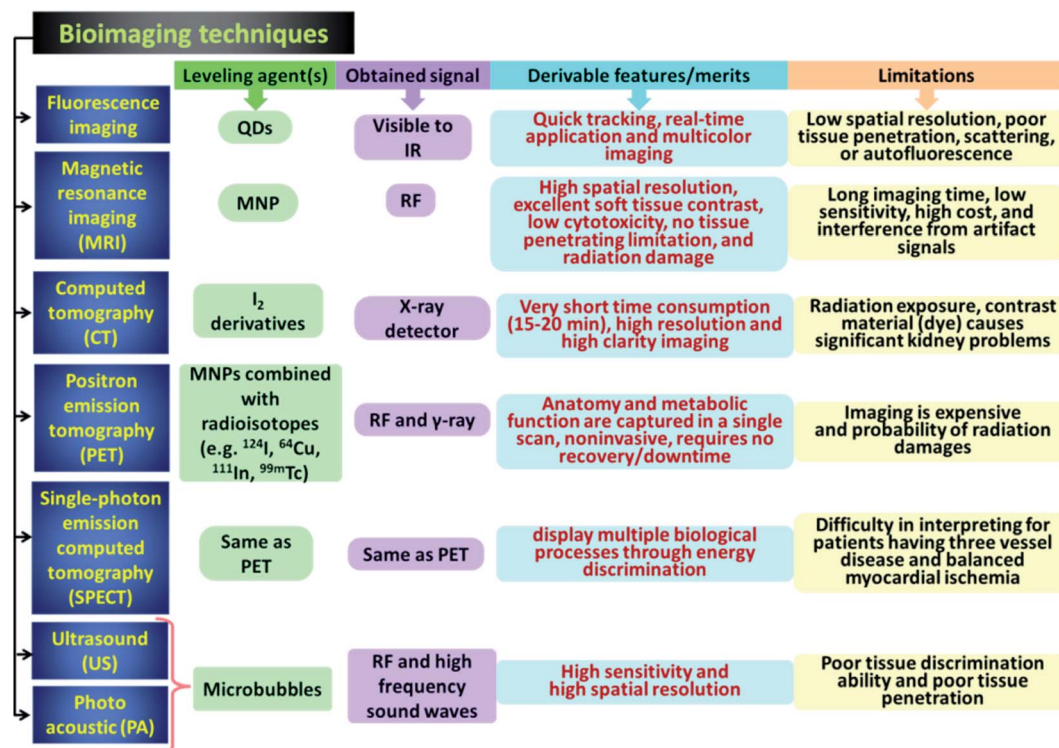 Bioimaging techniques
Leveling agent(s)
Obtained signal
Derivable features/merits
Limitations
Fluorescence
imaging
QDs
Visible to
IR
Quick tracking, real-time
application and multicolor
imaging
Low spatial resolution, poor
tissue penetration, scattering,
or autofluorescence
Magnetic
resonance
imaging
(MRI)
MNP
RF
High spatial resolution,
excellent soft tissue contrast,
low cytotoxicity, no tissue
penetrating limitation, and
radiation damage
Long imaging time, low
sensitivity, high cost, and
interference from artifact
signals
Computed
tomography
(CT)
I₂
derivatives
X-ray
detector
Very short time consumption
(15-20 min), high resolution and
high clarity imaging
Radiation exposure, contrast
material (dye) causes
significant kidney problems
Positron
emission
tomography
(PET)
MNPs combined
with
radioisotopes
(e.g. ¹²⁴I, ⁶⁴Cu,
¹¹¹In, ⁹⁹ᵐTc)
RF and γ-ray
Anatomy and metabolic
function are captured in a single
scan, noninvasive, requires no
recovery/downtime
Imaging is expensive
and probability of radiation
damages
Single-photon
emission
computed
tomography
(SPECT)
Same as
PET
Same as PET
display multiple biological
processes through energy
discrimination
Difficulty in interpreting for
patients having three vessel
disease and balanced
myocardial ischemia
Ultrasound
(US)
Photo
acoustic (PA)
Microbubbles
RF and high
frequency
sound waves
High sensitivity and
high spatial resolution
Poor tissue discrimination
ability and poor tissue
penetration